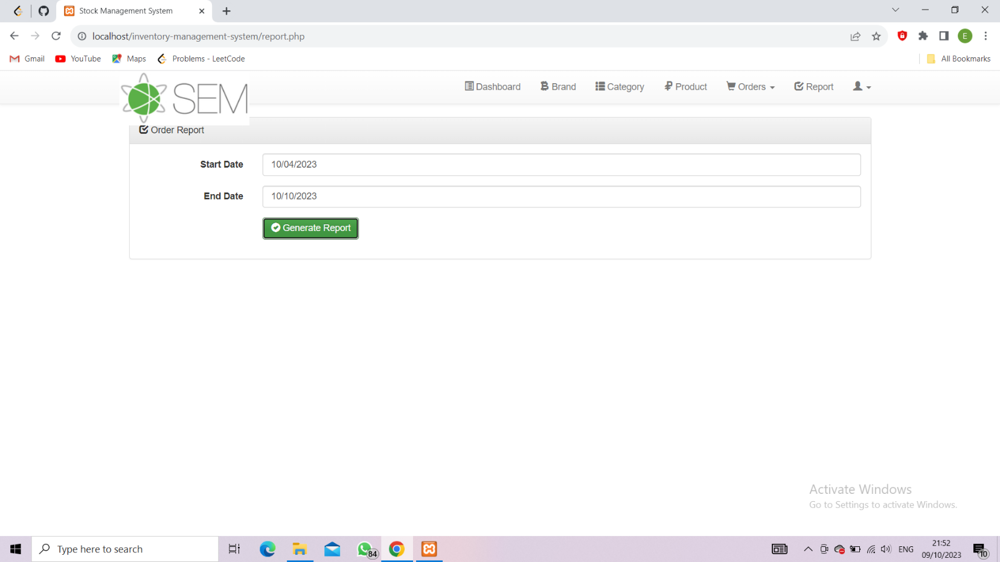 Stock Management System
localhost/inventory-management-system/report.php
E
Gmail YouTube Maps Problems - LeetCode All Bookmarks
SEM
Dashboard Brand Category Product Orders Report
Order Report
Start Date 10/04/2023
End Date 10/10/2023
Generate Report
Activate Windows
Go to Settings to activate Windows.
Type here to search
84
ENG
21:52
09/10/2023
10